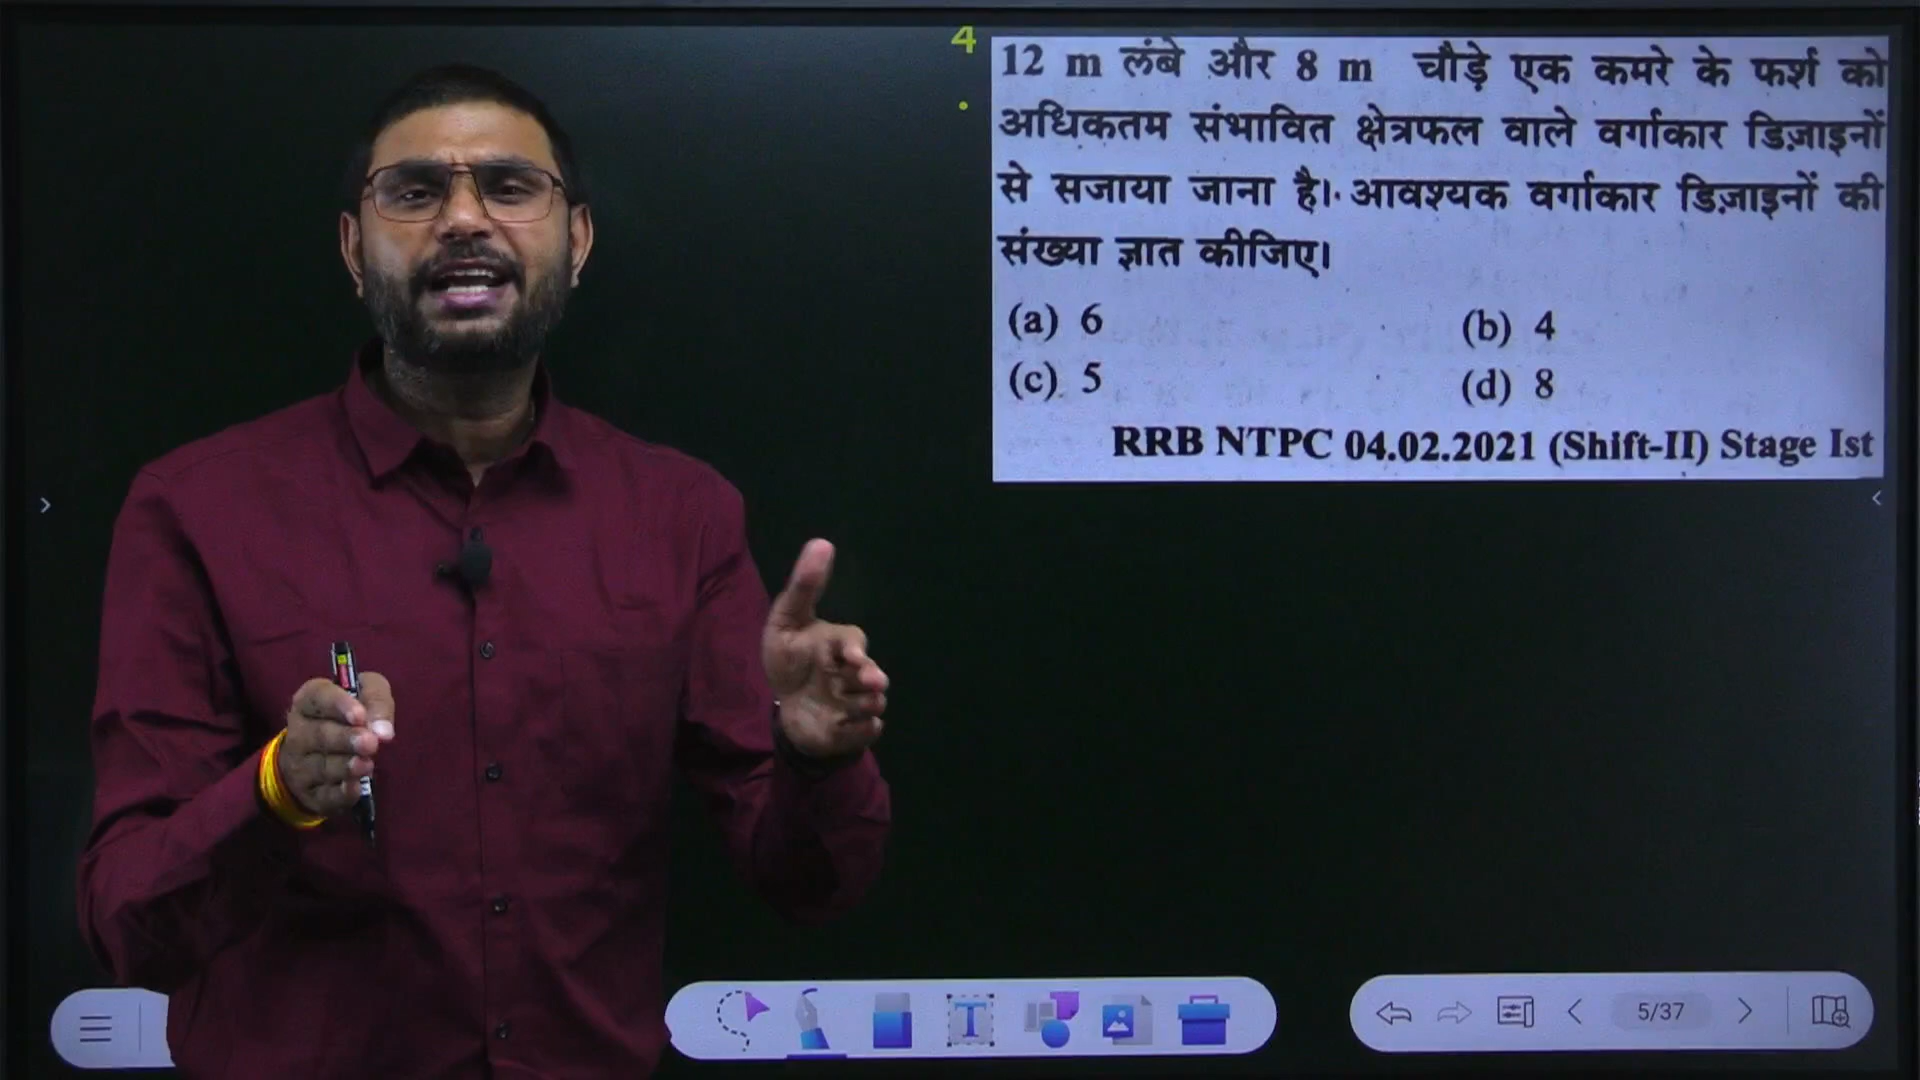 4
.
12 m लंबे और 8 m चौड़े एक कमरे के फर्श को
अधिकतम संभावित क्षेत्रफल वाले वर्गाकार डिज़ाइनों
से सजाया जाना है। आवश्यक वर्गाकार डिज़ाइनों की
संख्या ज्ञात कीजिए।
(a) 6 (b) 4
(c) 5 (d) 8
RRB NTPC 04.02.2021 (Shift-II) Stage Ist
T
5/37